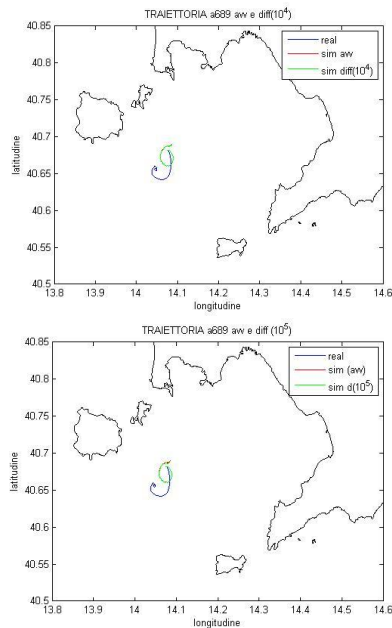 TRAIETTORIA a689 avv e diff(10⁴)
real
sim avv
sim diff(10⁴)
latitudine
40.85
40.8
40.75
40.7
40.65
40.6
40.55
40.5
13.8 13.9 14 14.1 14.2 14.3 14.4 14.5 14.6
longitudine
TRAIETTORIA a689 avv e diff (10⁵)
real
sim (avv)
sim d(10⁵)
latitudine
40.85
40.8
40.75
40.7
40.65
40.6
40.55
40.5
13.8 13.9 14 14.1 14.2 14.3 14.4 14.5 14.6
longitudine